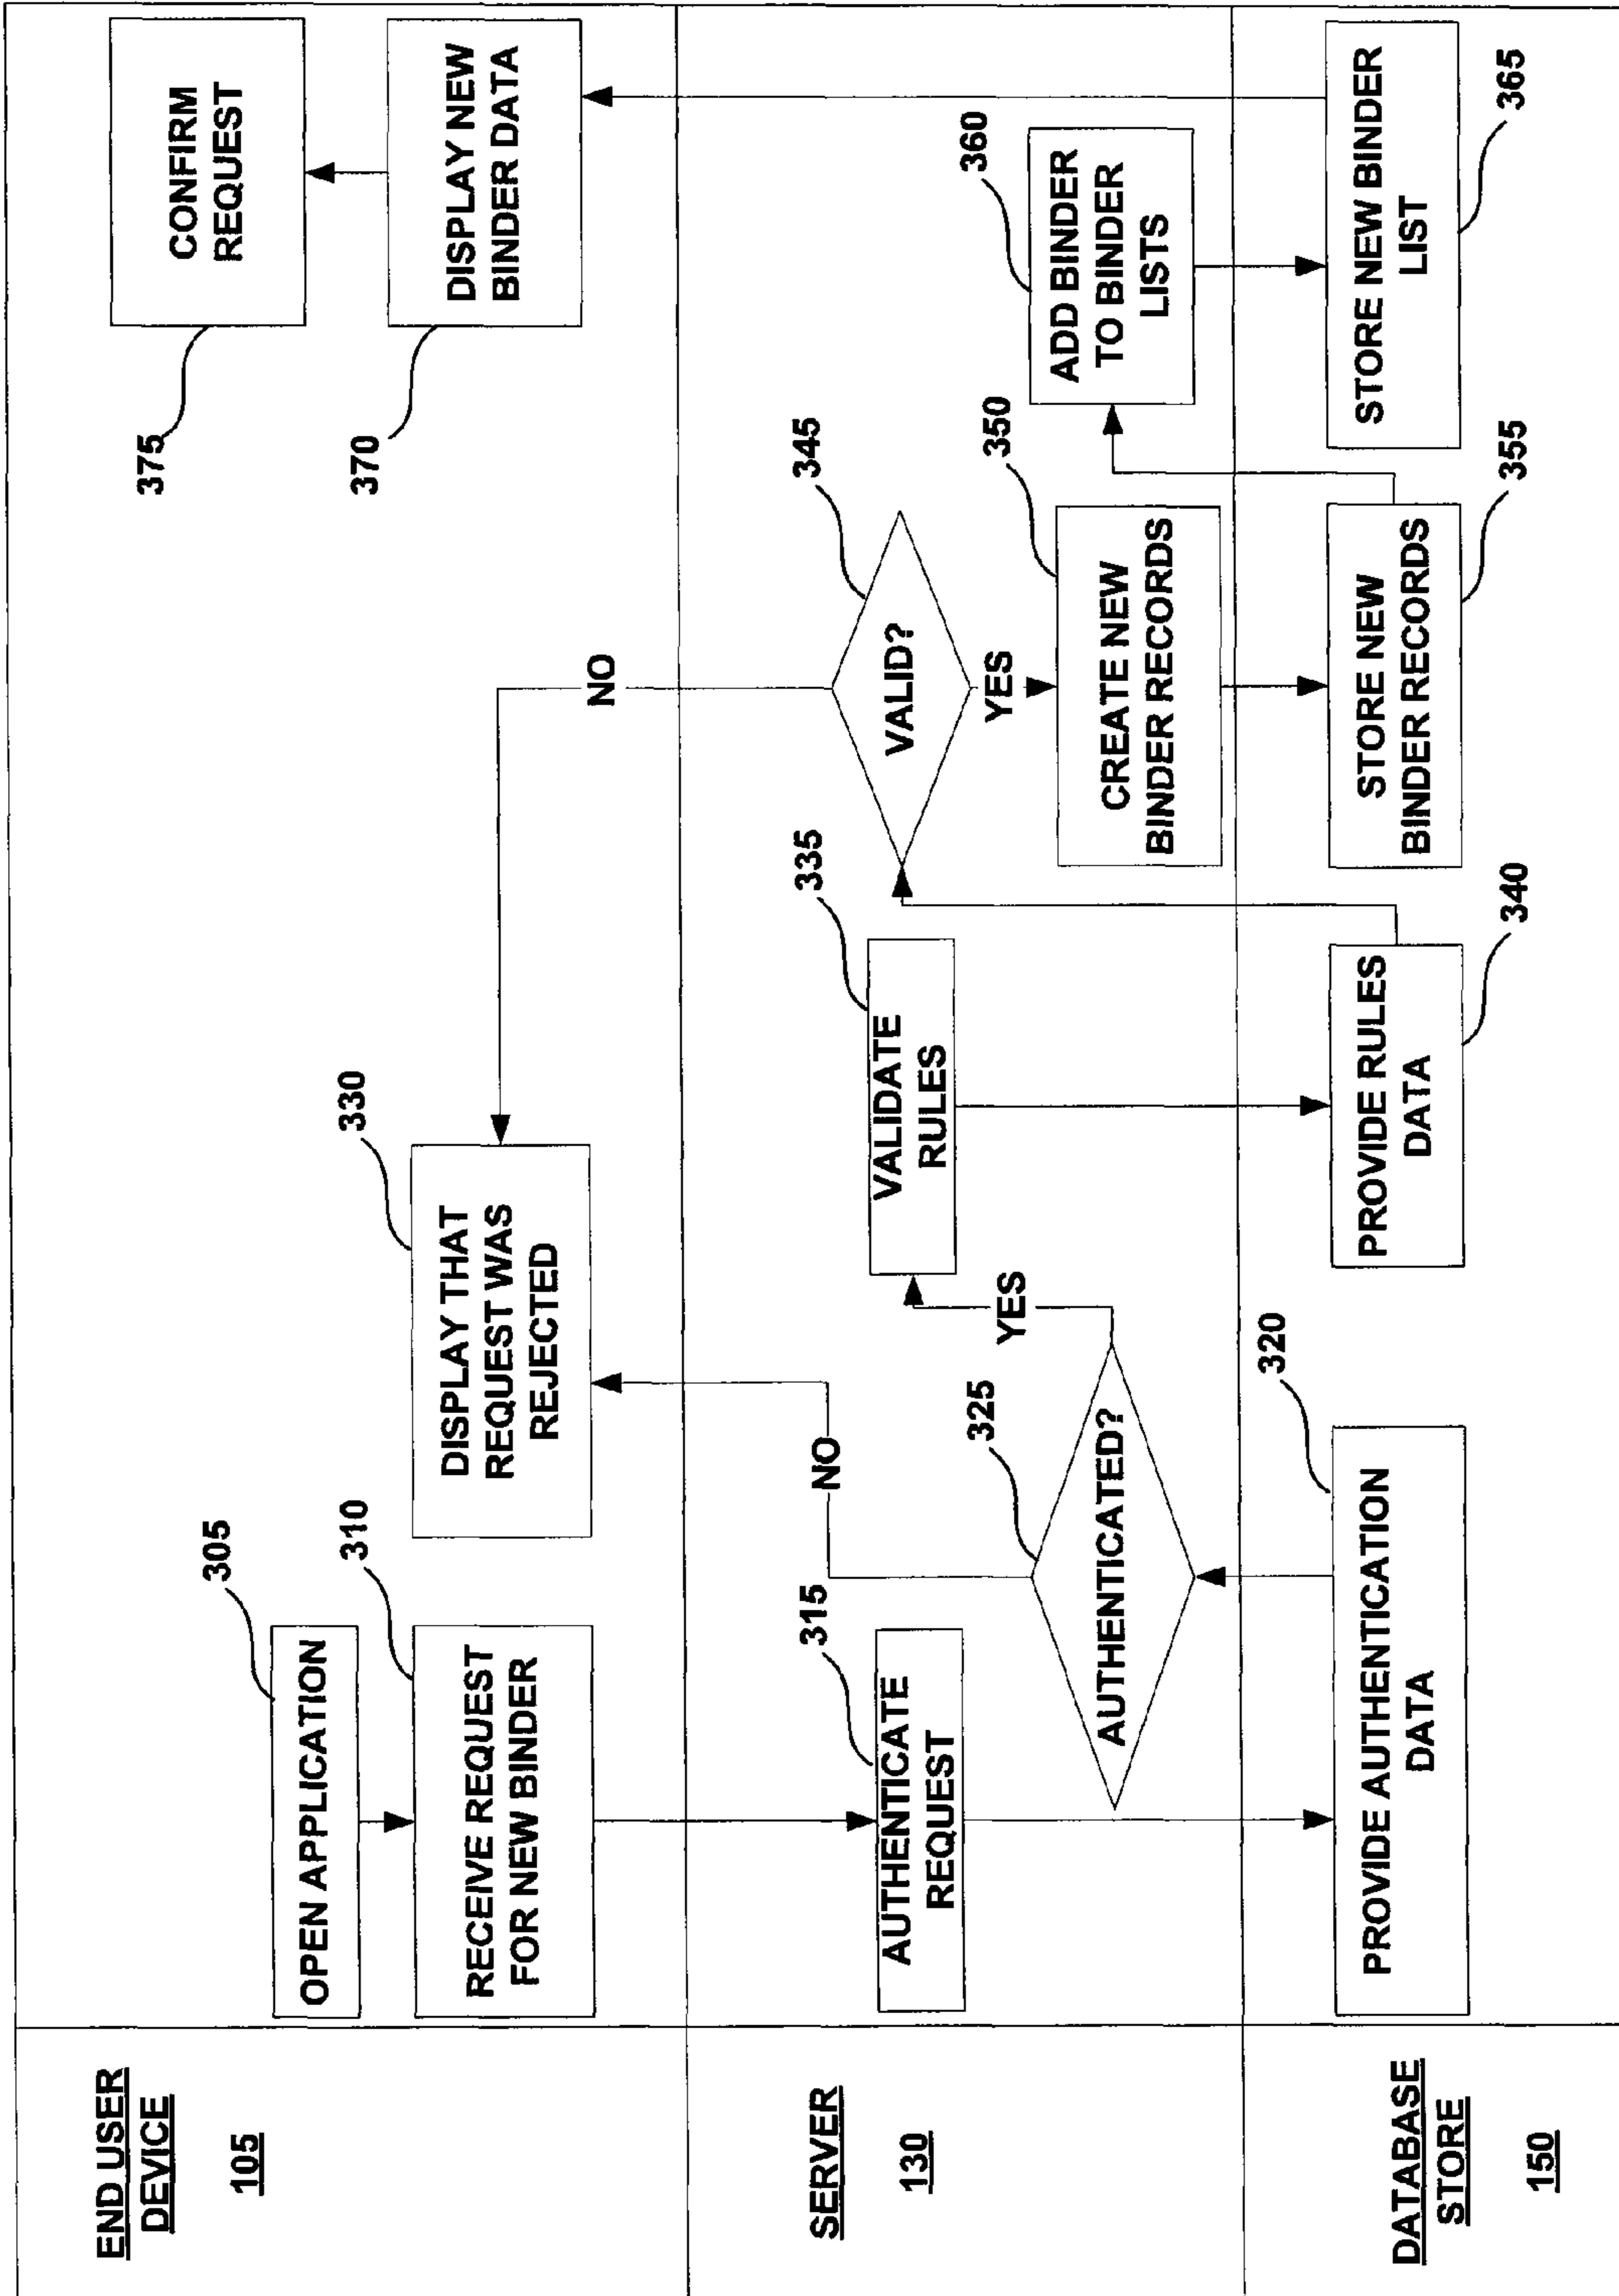 END USER
DEVICE
105
305
OPEN APPLICATION
310
RECEIVE REQUEST
FOR NEW BINDER
330
DISPLAY THAT
REQUEST WAS
REJECTED
375
CONFIRM
REQUEST
370
DISPLAY NEW
BINDER DATA
NO
SERVER
130
315
AUTHENTICATE
REQUEST
NO
325
AUTHENTICATED?
YES
335
VALIDATE
RULES
345
VALID?
YES
350
CREATE NEW
BINDER RECORDS
360
ADD BINDER
TO BINDER
LISTS
DATABASE
STORE
150
320
PROVIDE AUTHENTICATION
DATA
PROVIDE RULES
DATA
340
STORE NEW
BINDER RECORDS
355
STORE NEW BINDER
LIST
365